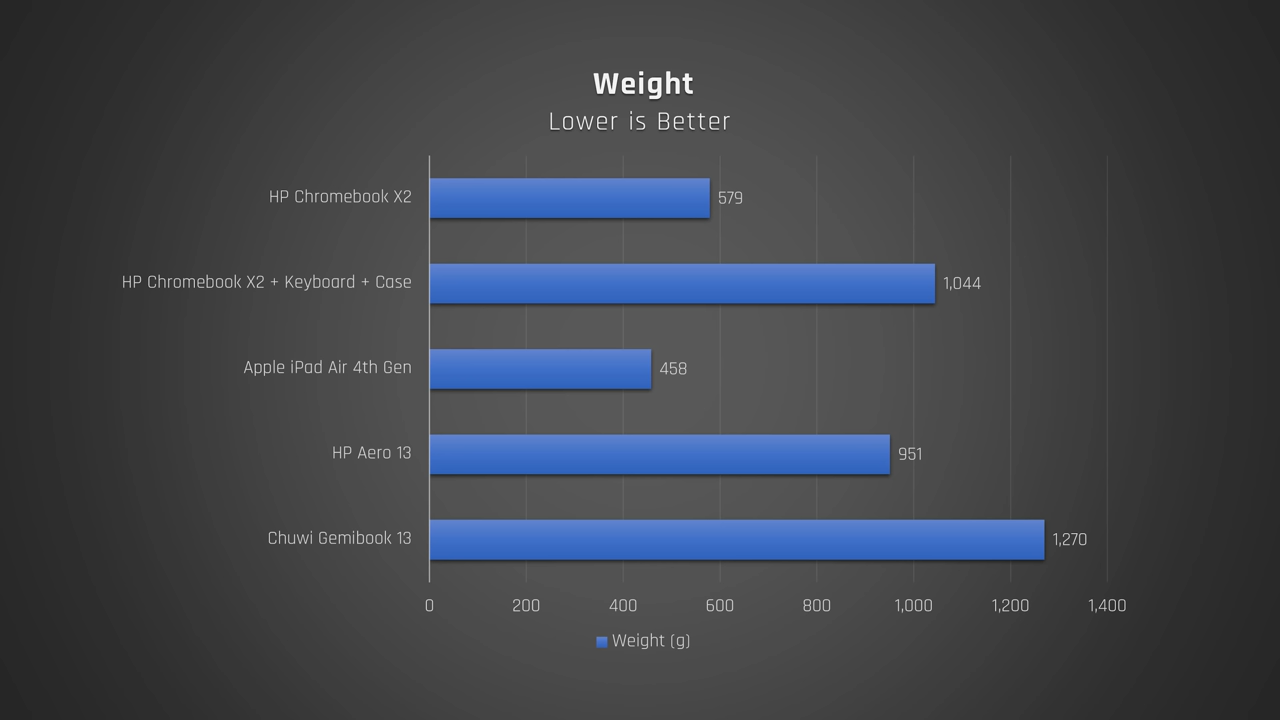 Weight
Lower is Better
HP Chromebook X2
579
HP Chromebook X2 + Keyboard + Case
1,044
Apple iPad Air 4th Gen
458
HP Aero 13
951
Chuwi Gemibook 13
1,270
0 200 400 600 800 1,000 1,200 1,400
Weight (g)